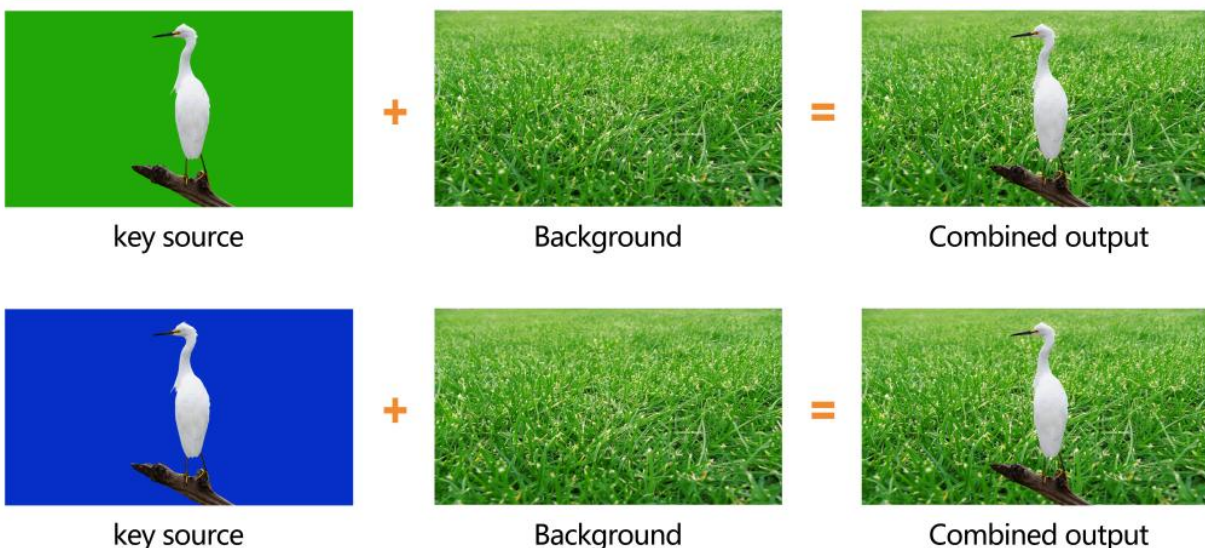 +
=
key source
Background
Combined output
+
=
key source
Background
Combined output